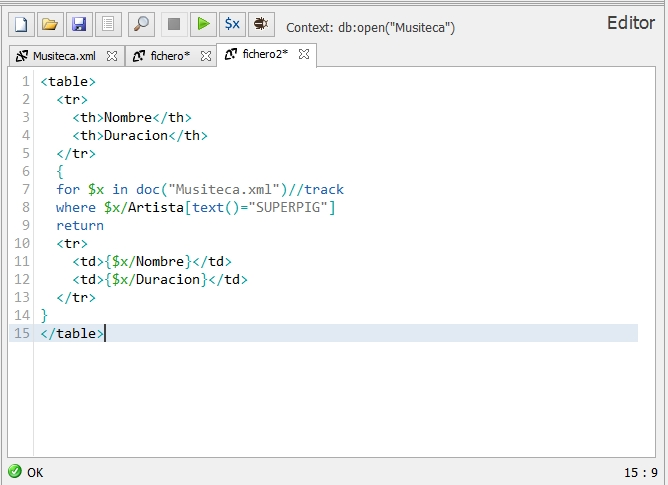 $x
Context: db:open("Musiteca")
Editor
Musiteca.xml
fichero*
fichero2*
1 <table>
2 <tr>
3 <th>Nombre</th>
4 <th>Duracion</th>
5 </tr>
6 {
7 for $x in doc("Musiteca.xml")//track
8 where $x/Artista[text()="SUPERPIG"]
9 return
10 <tr>
11 <td>{$x/Nombre}</td>
12 <td>{$x/Duracion}</td>
13 </tr>
14 }
15 </table>
OK
15 : 9